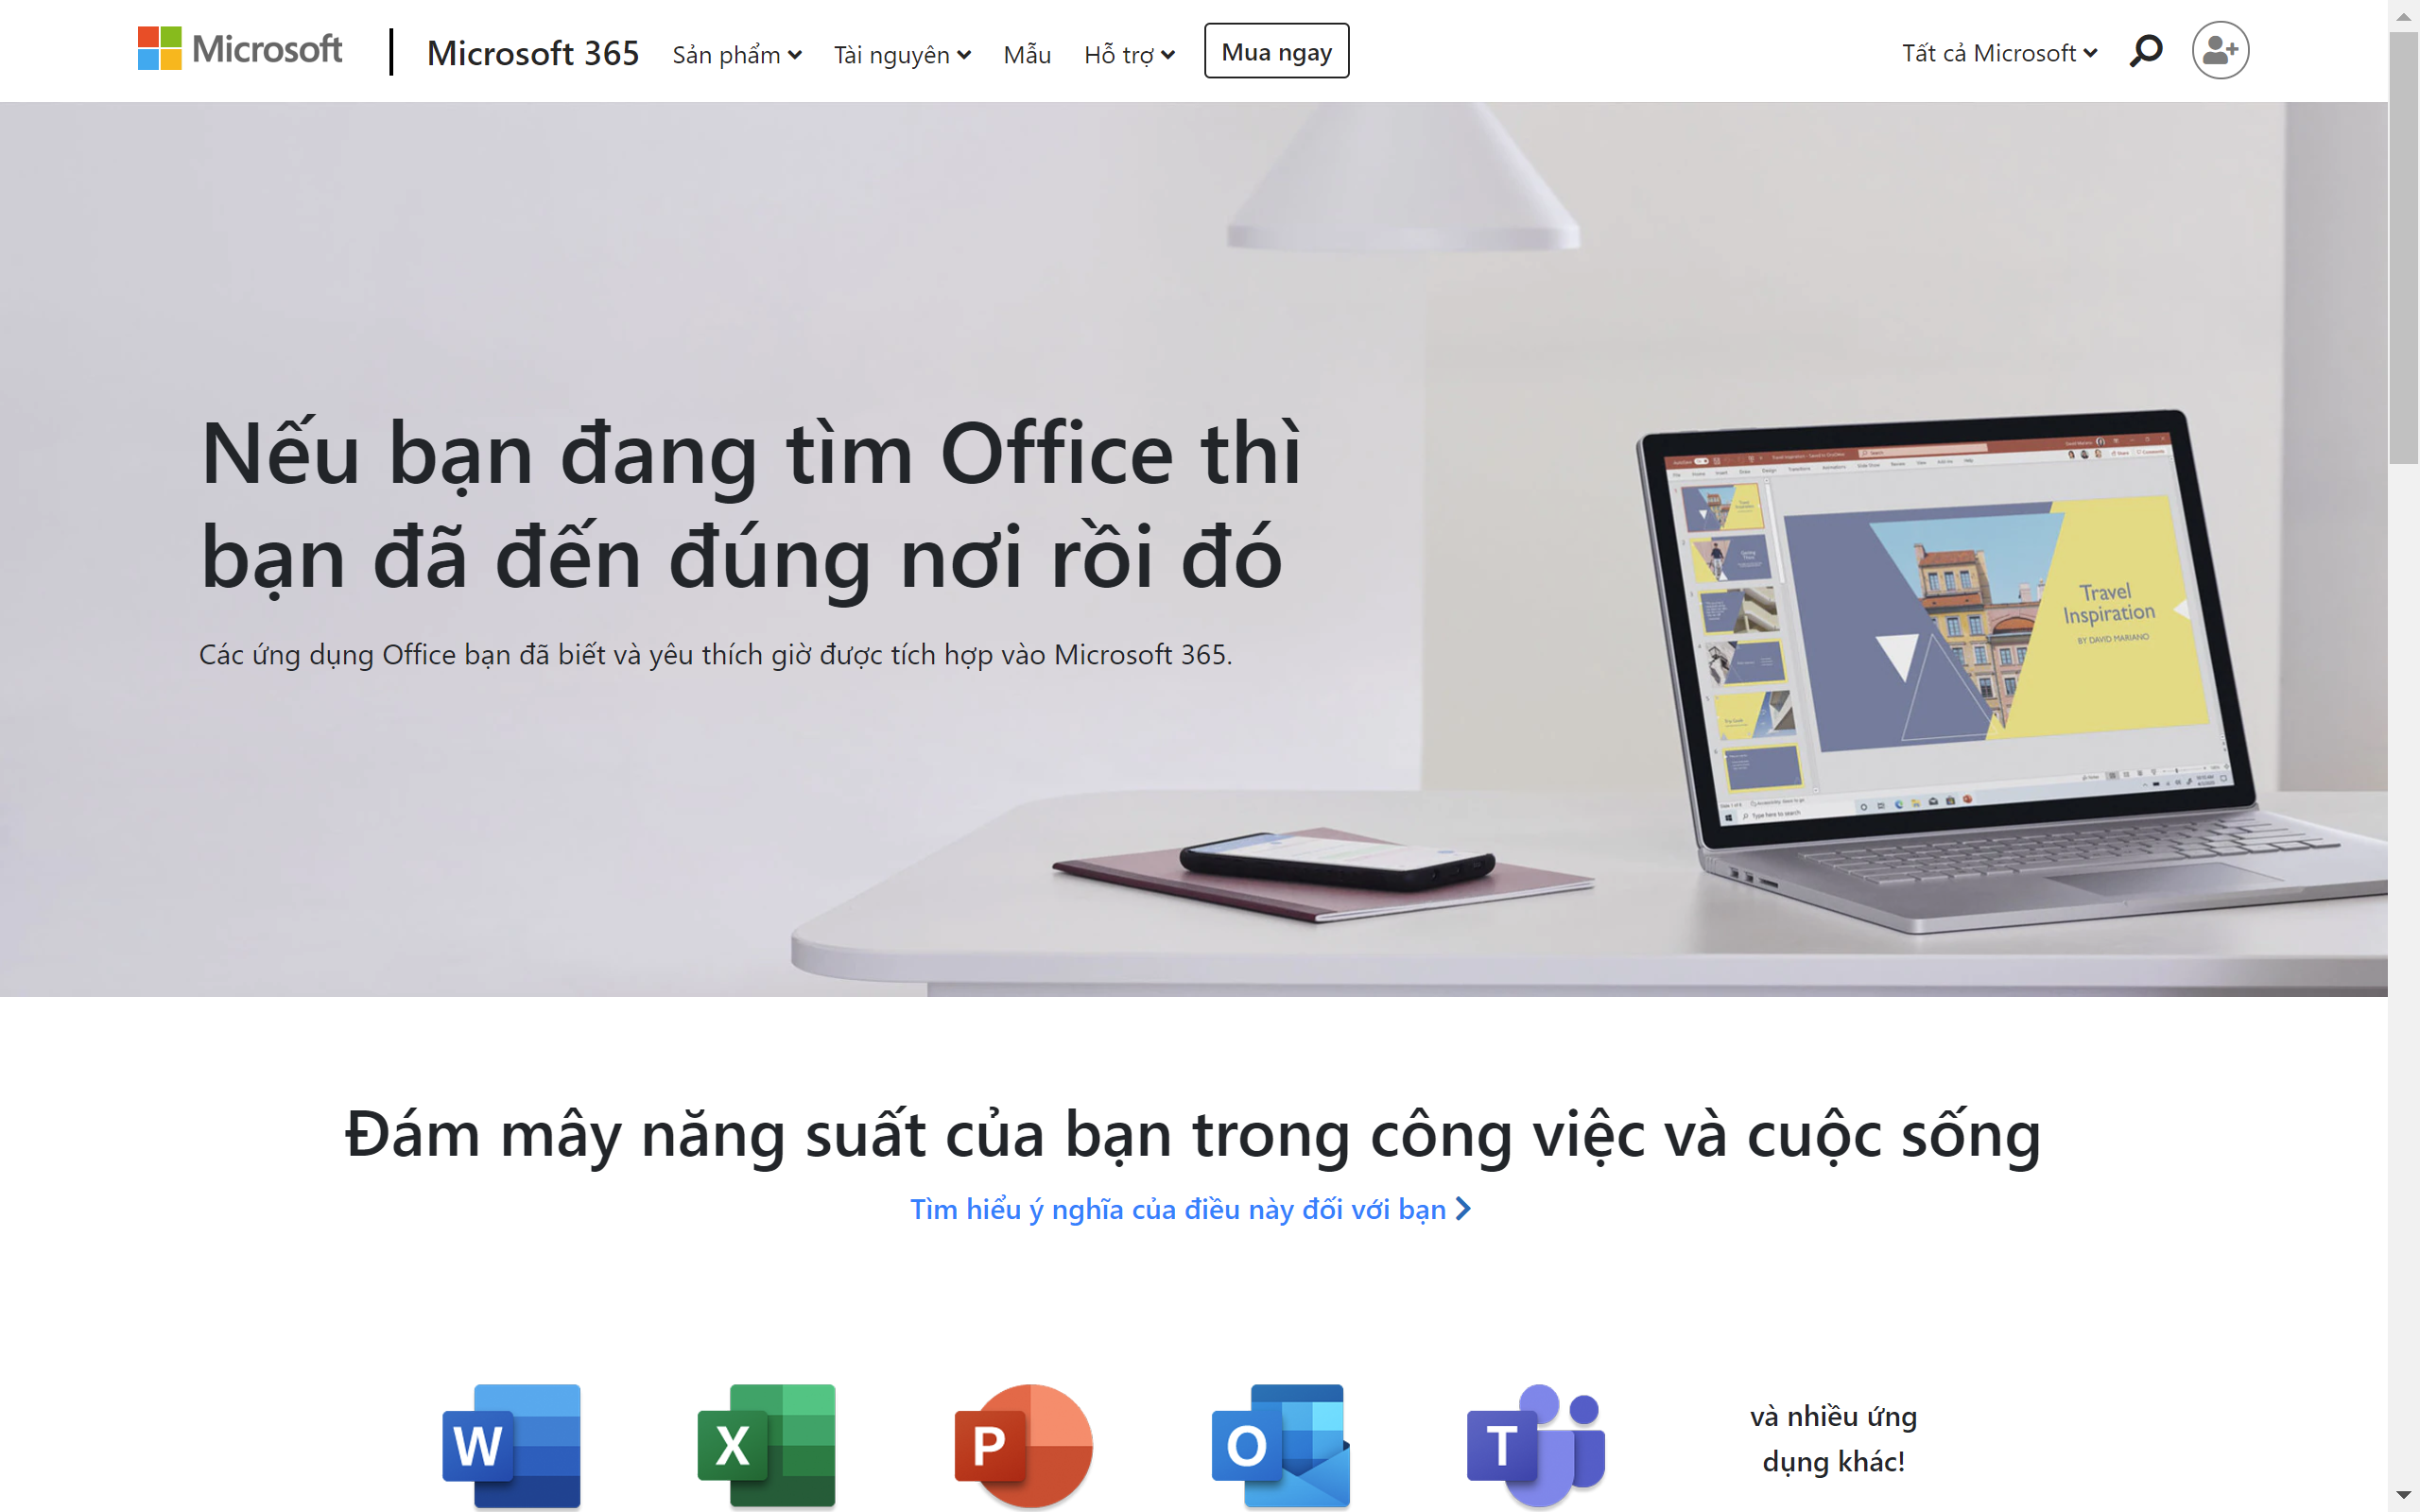 Microsoft
Microsoft 365
Sản phẩm
Tài nguyên
Mẫu
Hỗ trợ
Mua ngay
Tất cả Microsoft
Nếu bạn đang tìm Office thì
bạn đã đến đúng nơi rồi đó
Các ứng dụng Office bạn đã biết và yêu thích giờ được tích hợp vào Microsoft 365.
Travel
Inspiration
BY DAVID MARIANO
Type here to search
Đám mây năng suất của bạn trong công việc và cuộc sống
Tìm hiểu ý nghĩa của điều này đối với bạn
W
X
P
O
T
và nhiều ứng
dụng khác!